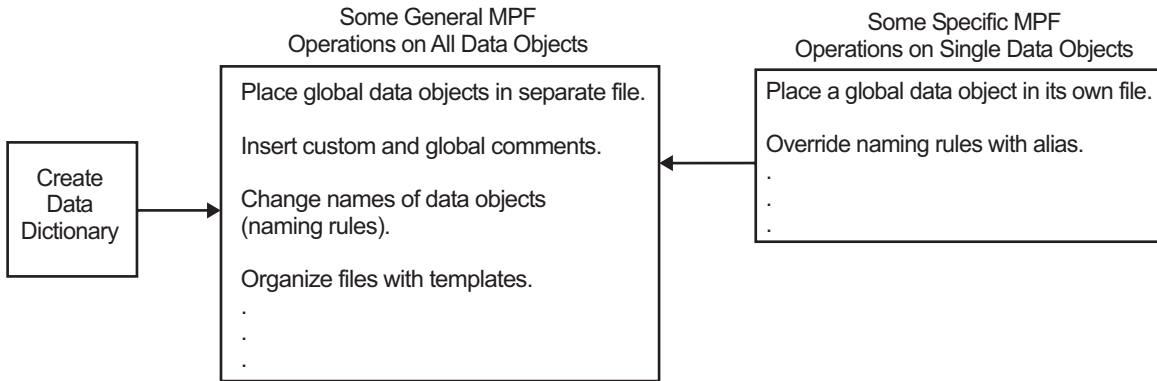 Some General MPF
Operations on All Data Objects
Some Specific MPF
Operations on Single Data Objects
Create
Data
Dictionary
Place global data objects in separate file.
Insert custom and global comments.
Change names of data objects
(naming rules).
Organize files with templates.
.
.
.
Place a global data object in its own file.
Override naming rules with alias.
.
.
.